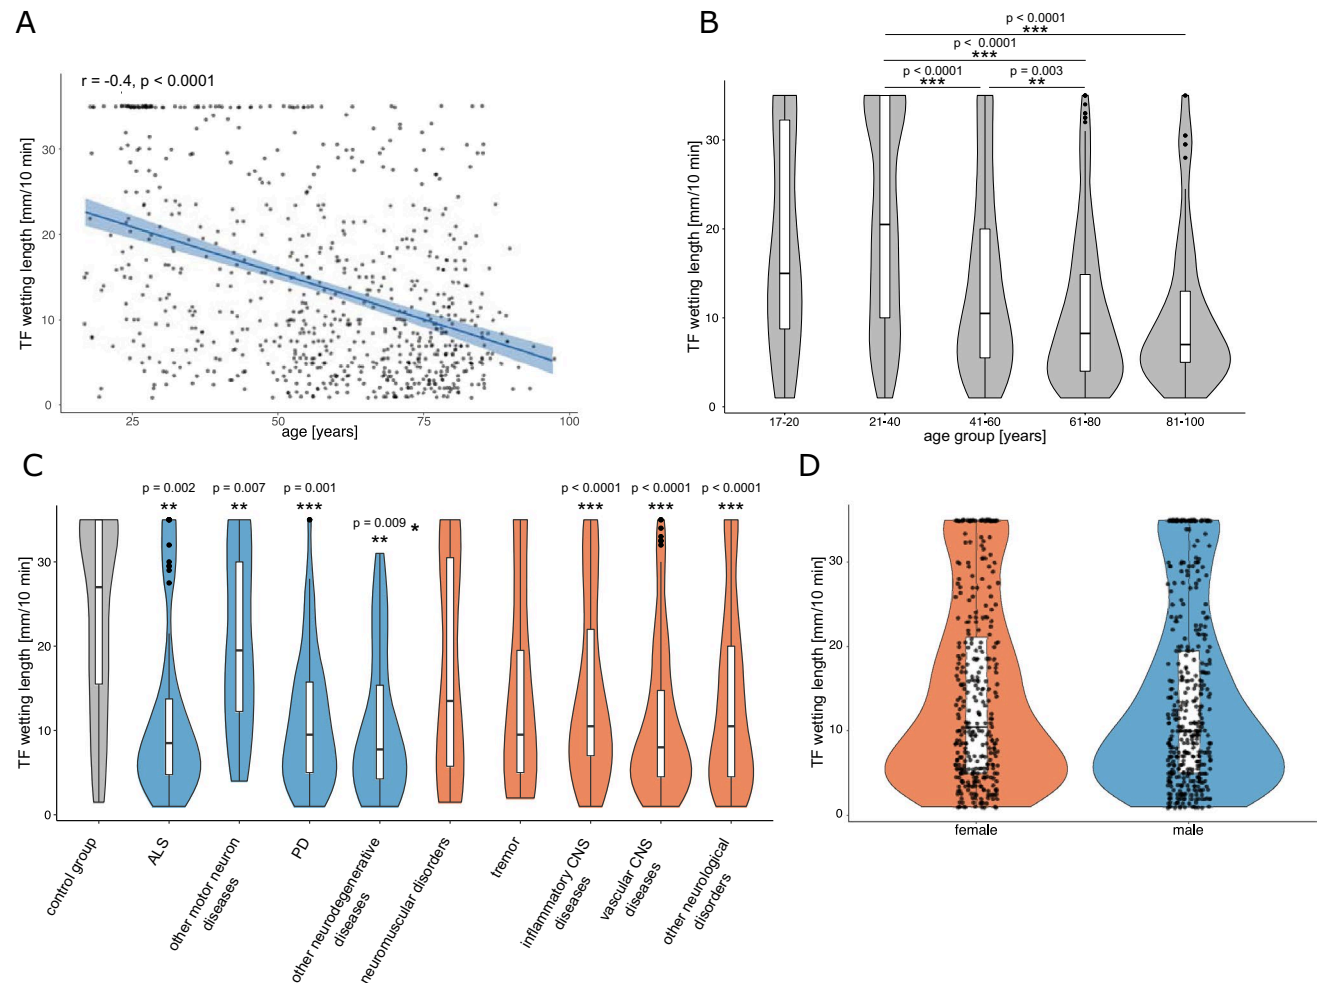 A
r = -0.4, p < 0.0001
TF wetting length [mm/10 min]
30
20
10
0
25
50
75
100
age [years]
B
p < 0.0001
***
p < 0.0001
***
p < 0.0001
***
p = 0.003
**
TF wetting length [mm/10 min]
30
20
10
0
17-20
21-40
41-60
61-80
81-100
age group [years]
C
p = 0.002
**
p = 0.007
**
p = 0.001
***
p = 0.009 *
**
p < 0.0001
***
p < 0.0001
***
p < 0.0001
***
TF wetting length [mm/10 min]
30
20
10
0
control group
ALS
other motor neuron
diseases
PD
other neurodegenerative
diseases
neuromuscular disorders
tremor
inflammatory CNS
diseases
vascular CNS
diseases
other neurological
disorders
D
TF wetting length [mm/10 min]
30
20
10
0
female
male